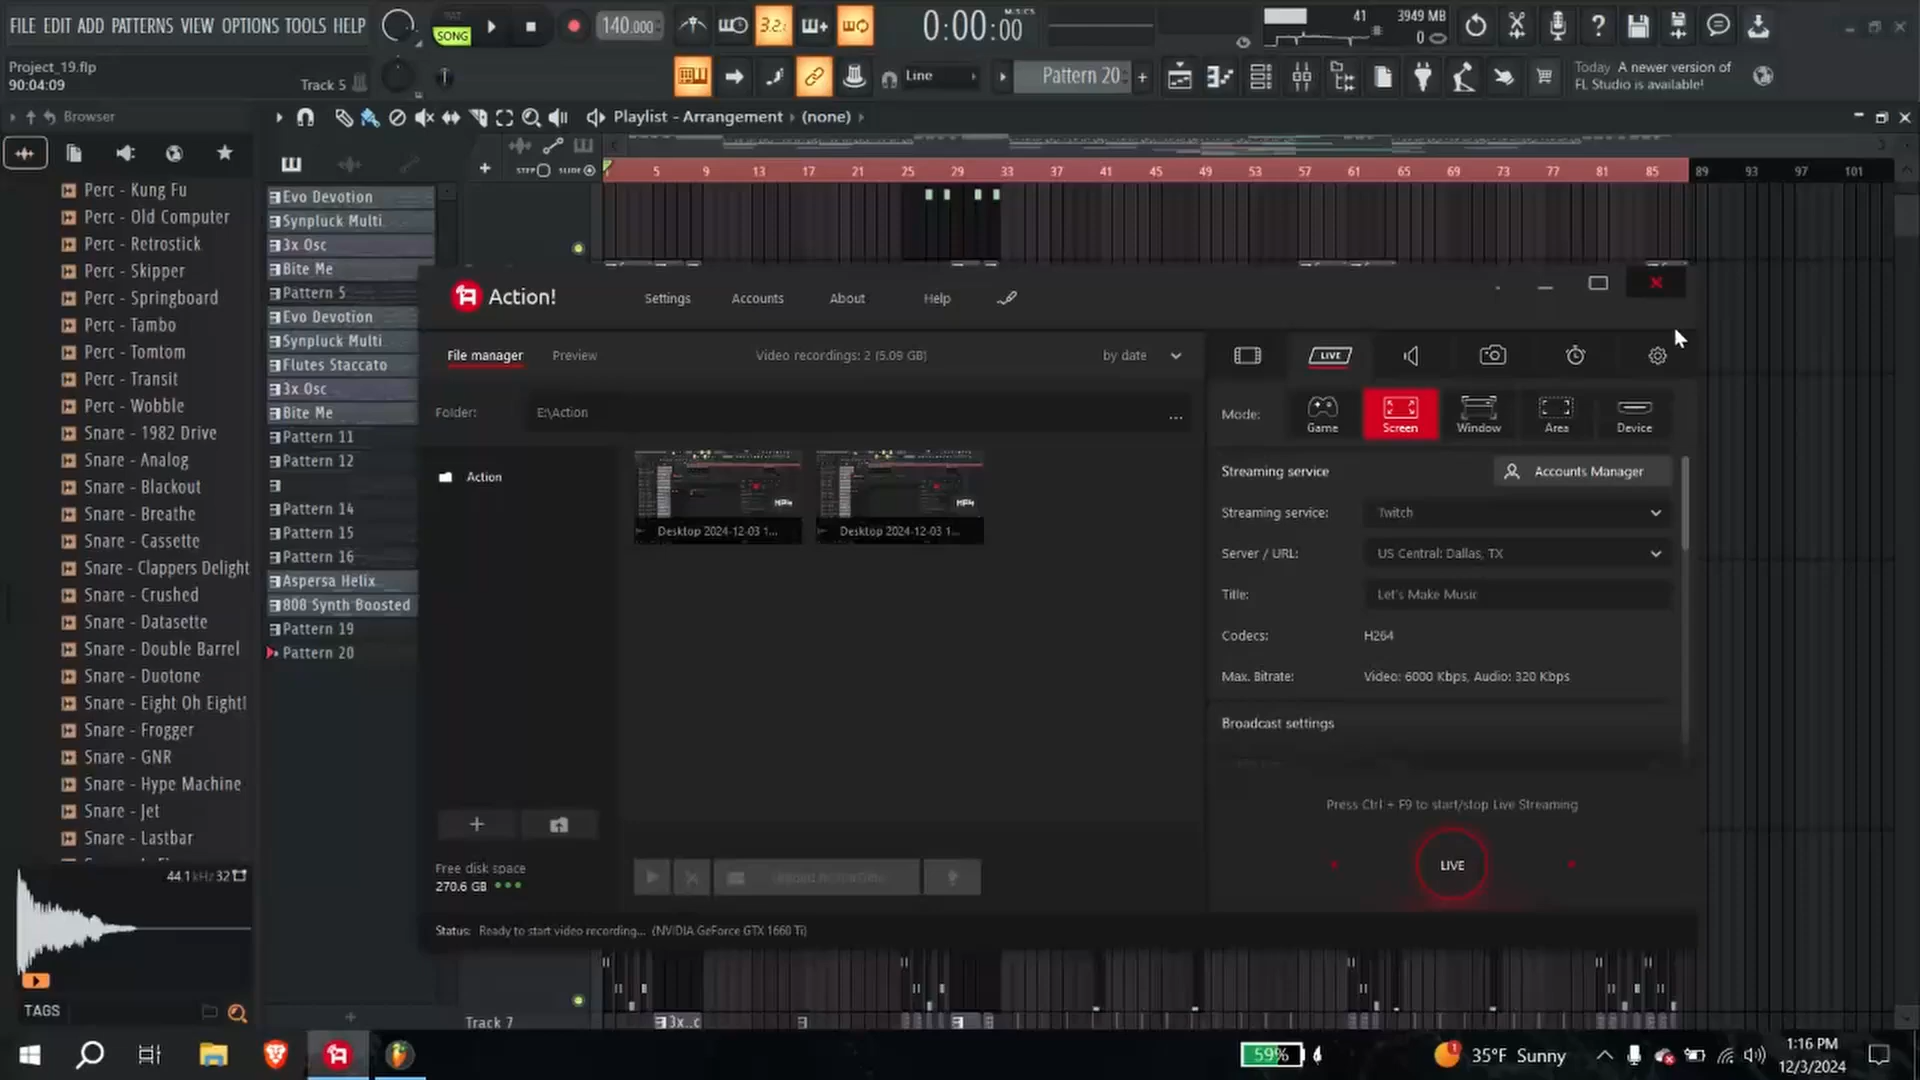 FILE EDIT ADD PATTERNS VIEW OPTIONS TOOLS HELP
PAT
SONG
140.000
3.2.
0:00:00
M:S:CS
41
3949 MB
0
Project_19.flp
90:04:09
Track 5
Line
Pattern 20
Today A newer version of
FL Studio is available!
Browser
Playlist - Arrangement
(none)
STEP
SLIDE
5 9 13 17 21 25 29 33 37 41 45 49 53 57 61 65 69 73 77 81 85 89 93 97 101
Perc - Kung Fu
Perc - Old Computer
Perc - Retrostick
Perc - Skipper
Perc - Springboard
Perc - Tambo
Perc - Tomtom
Perc - Transit
Perc - Wobble
Snare - 1982 Drive
Snare - Analog
Snare - Blackout
Snare - Breathe
Snare - Cassette
Snare - Clappers Delight
Snare - Crushed
Snare - Datasette
Snare - Double Barrel
Snare - Duotone
Snare - Eight Oh Eight!
Snare - Frogger
Snare - GNR
Snare - Hype Machine
Snare - Jet
Snare - Lastbar
44.1 kHz 32
TAGS
Evo Devotion
Synpluck Multi
3x Osc
Bite Me
Pattern 5
Evo Devotion
Synpluck Multi
Flutes Staccato
3x Osc
Bite Me
Pattern 11
Pattern 12
Pattern 14
Pattern 15
Pattern 16
Aspersa Helix
808 Synth Boosted
Pattern 19
Pattern 20
Action!
Settings
Accounts
About
Help
File manager
Preview
Video recordings: 2 (5.09 GB)
by date
Folder:
E:\Action
...
Action
MP4
Desktop 2024-12-03 1...
MP4
Desktop 2024-12-03 1...
Free disk space
270.6 GB
Status: Ready to start video recording... (NVIDIA GeForce GTX 1660 Ti)
LIVE
Mode:
Game
Screen
Window
Area
Device
Streaming service
Accounts Manager
Streaming service:
Twitch
Server / URL:
US Central: Dallas, TX
Title:
Let's Make Music
Codecs:
H264
Max. Bitrate:
Video: 6000 Kbps, Audio: 320 Kbps
Broadcast settings
Press Ctrl + F9 to start/stop Live Streaming
LIVE
Track 7
3x..c
59%
1
35°F Sunny
1:16 PM
12/3/2024